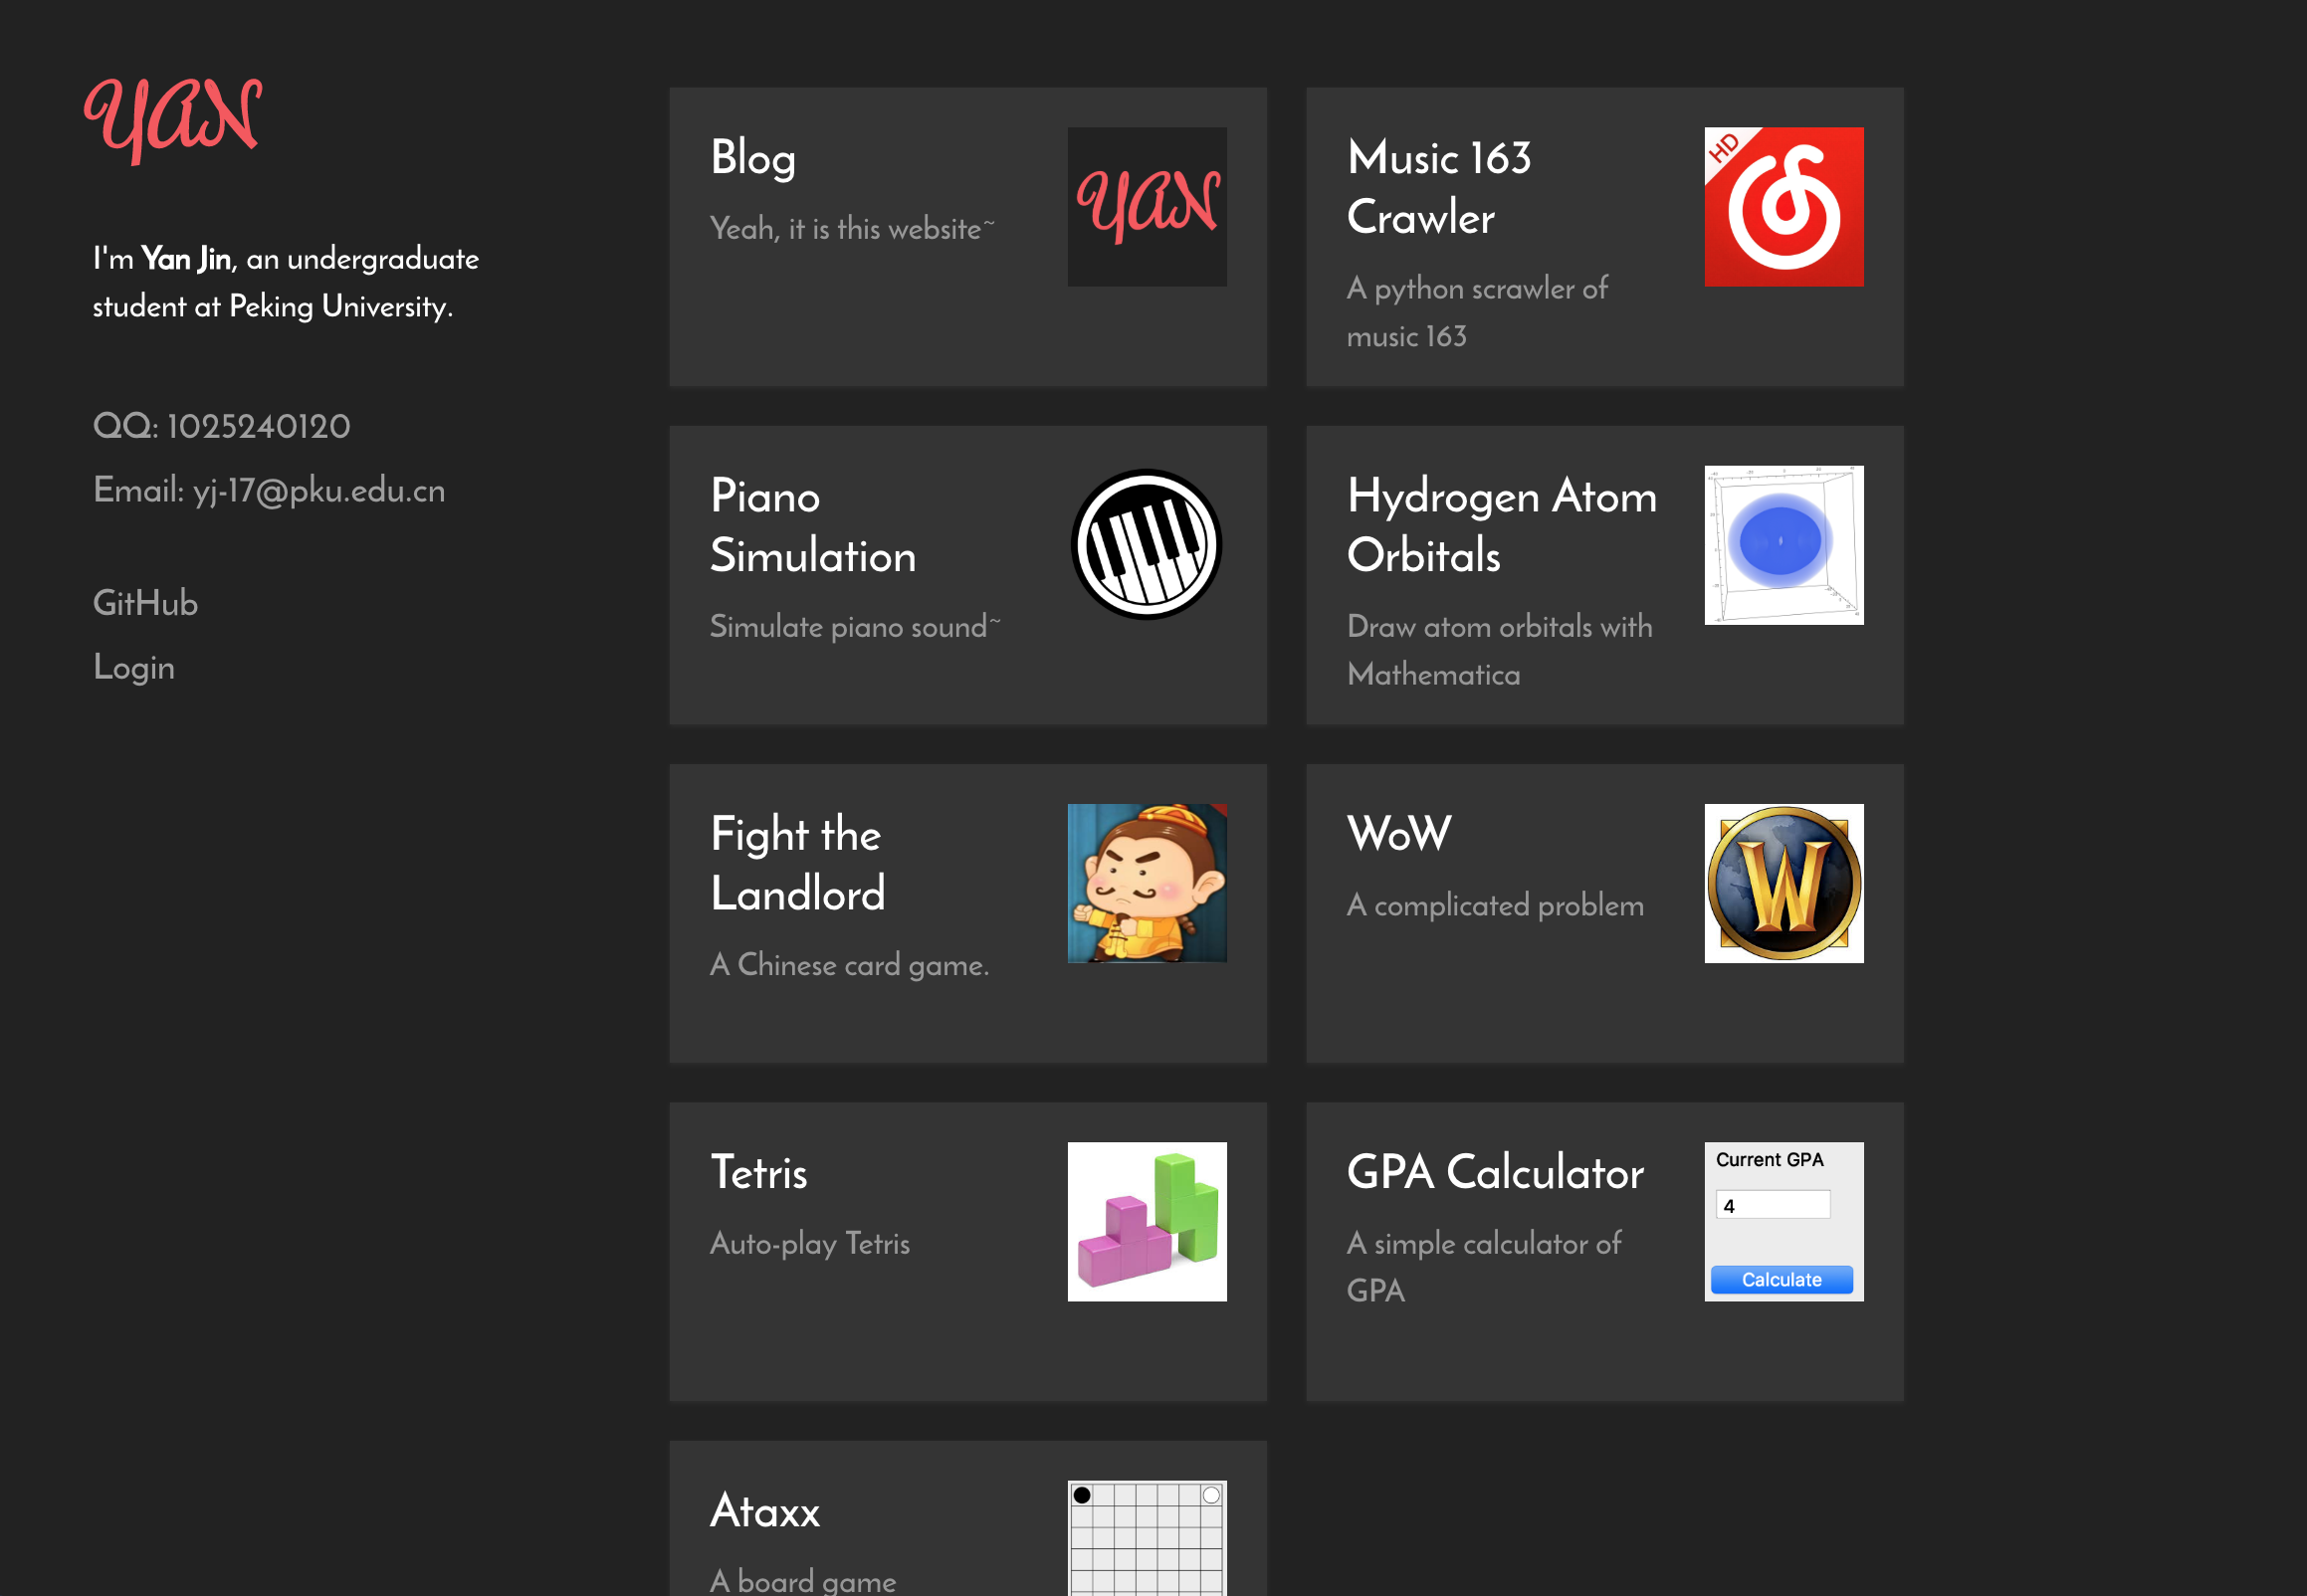 YAN
I'm Yan Jin, an undergraduate
student at Peking University.
QQ: 1025240120
Email: yj-17@pku.edu.cn
GitHub
Login
Blog
Yeah, it is this website~
YAN
Music 163
Crawler
A python scrawler of
music 163
HD
Piano
Simulation
Simulate piano sound~
Hydrogen Atom
Orbitals
Draw atom orbitals with
Mathematica
Fight the
Landlord
A Chinese card game.
WoW
A complicated problem
W
Tetris
Auto-play Tetris
GPA Calculator
A simple calculator of
GPA
Current GPA
4
Calculate
Ataxx
A board game